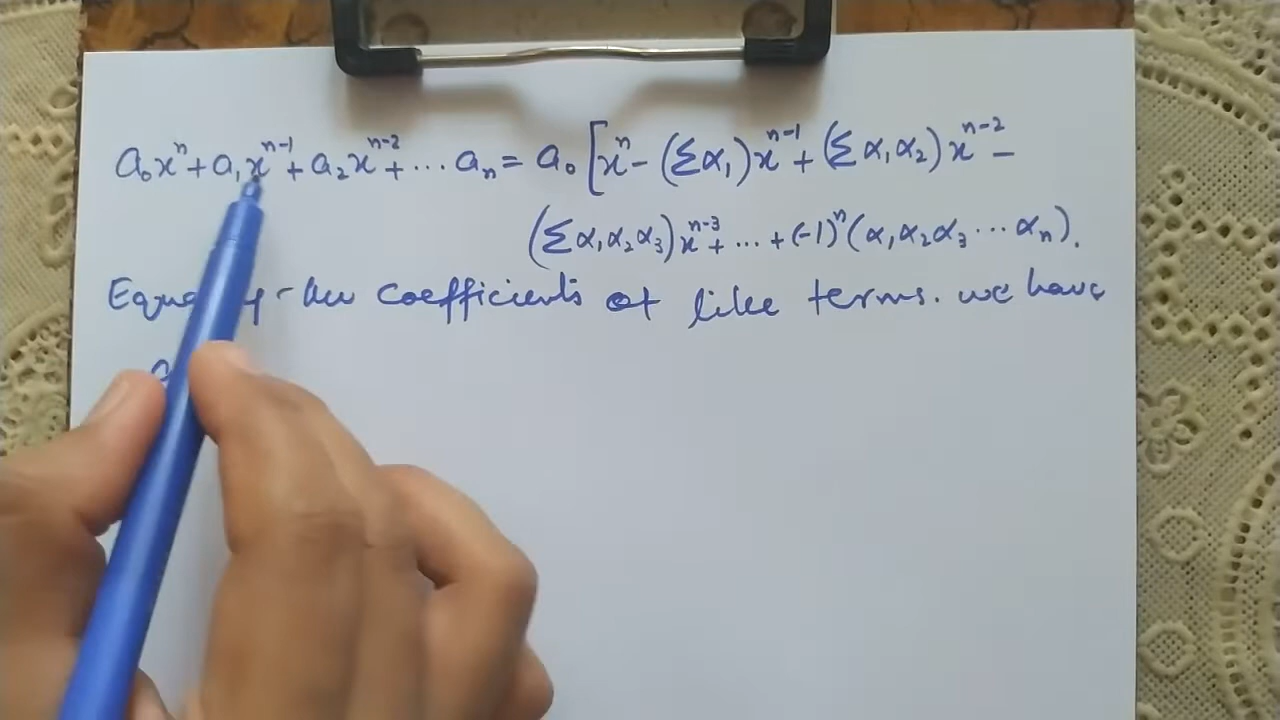 a₀xⁿ + a₁xⁿ⁻¹ + a₂xⁿ⁻² + ... aₙ = a₀ [xⁿ - (Σα₁)xⁿ⁻¹ + (Σα₁α₂)xⁿ⁻² -
(Σα₁α₂α₃)xⁿ⁻³ + ... + (-1)ⁿ(α₁α₂α₃...αₙ).
coefficients of like terms. we have